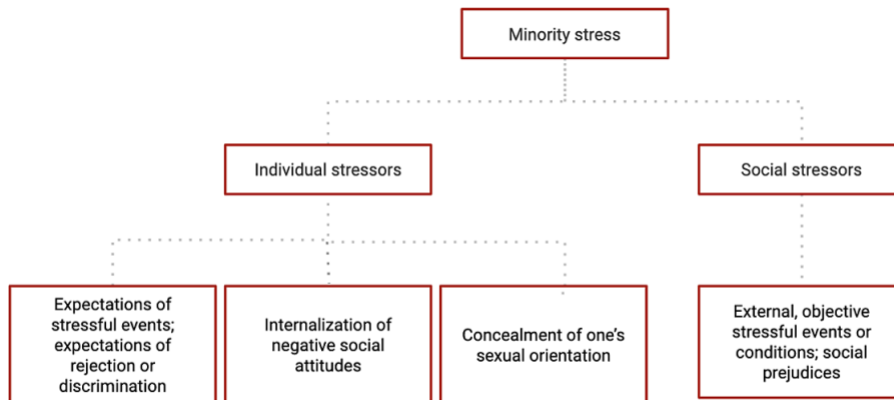 Minority stress
Individual stressors
Social stressors
Expectations of
stressful events;
expectations of
rejection or
discrimination
Internalization of
negative social
attitudes
Concealment of one's
sexual orientation
External, objective
stressful events or
conditions; social
prejudices